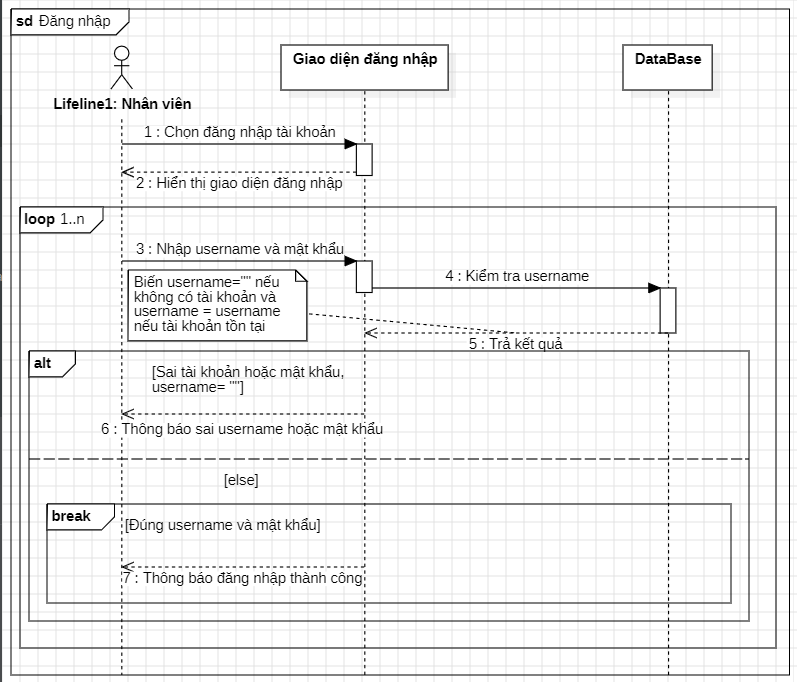 sd Đăng nhập
Giao diện đăng nhập
DataBase
Lifeline1: Nhân viên
1 : Chọn đăng nhập tài khoản
2 : Hiển thị giao diện đăng nhập
loop 1..n
3 : Nhập username và mật khẩu
4 : Kiểm tra username
Biến username="" nếu
không có tài khoản và
username = username
nếu tài khoản tồn tại
5 : Trả kết quả
alt
[Sai tài khoản hoặc mật khẩu,
username= ""]
6 : Thông báo sai username hoặc mật khẩu
[else]
break
[Đúng username và mật khẩu]
7 : Thông báo đăng nhập thành công